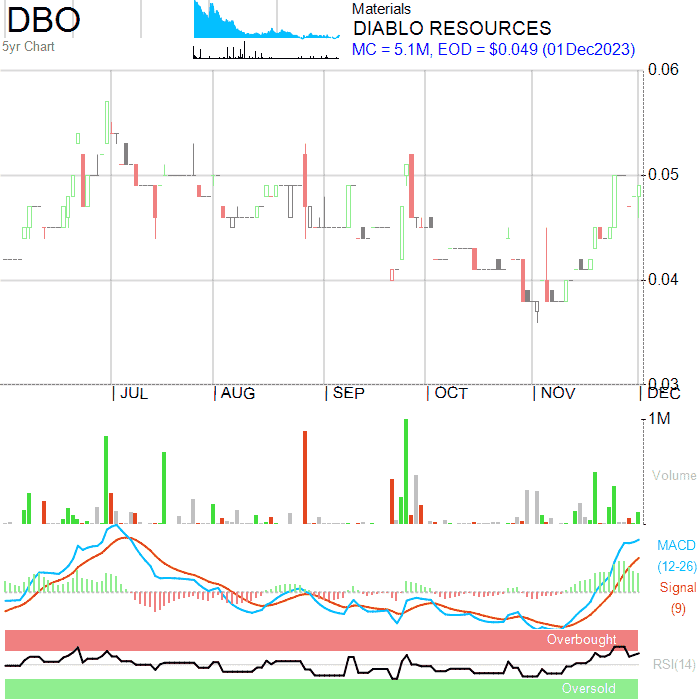 DBO
5yr Chart
Materials
DIABLO RESOURCES
MC = 5.1M, EOD = $0.049 (01Dec2023)
0.06
0.05
0.04
0.03
JUL
AUG
SEP
OCT
NOV
DEC
1M
Volume
MACD
(12-26)
Signal
(9)
Overbought
RSI(14)
Oversold